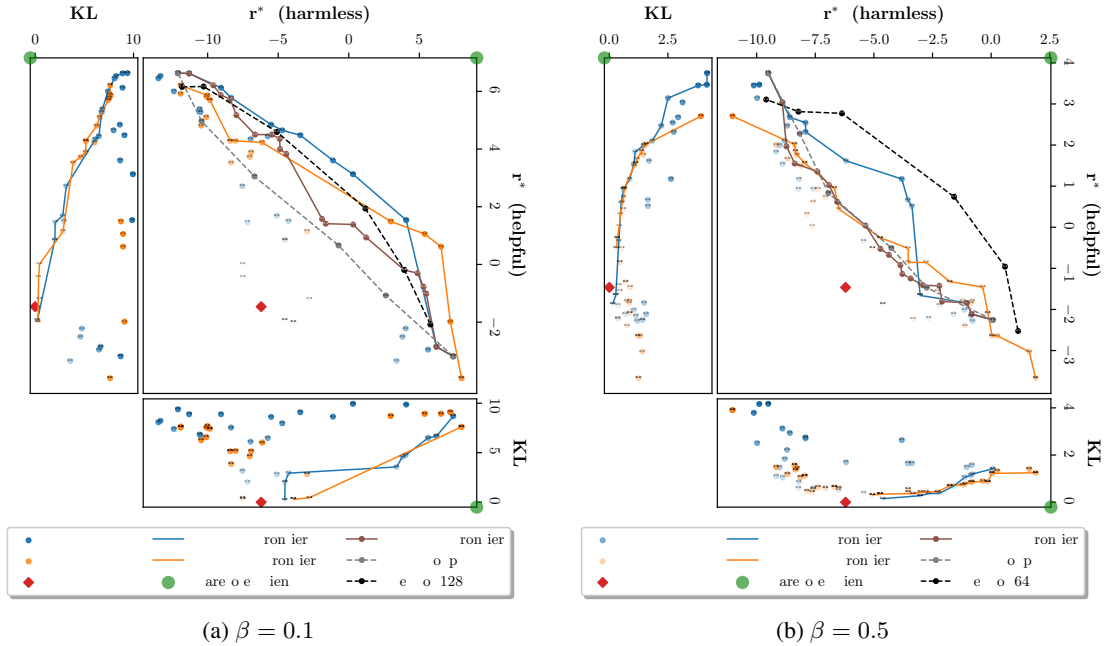 KL
r* (harmless)
0
10
−10
−5
0
5
6
4
2
0
−2
r* (helpful)
10
5
0
KL
ron ier
ron ier
ron ier
o p
are o e ien
e o 128
(a) β = 0.1
KL
r* (harmless)
0.0
2.5
−10.0
−7.5
−5.0
−2.5
0.0
2.5
4
3
2
1
0
−1
−2
−3
r* (helpful)
4
2
0
KL
ron ier
ron ier
ron ier
o p
are o e ien
e o 64
(b) β = 0.5